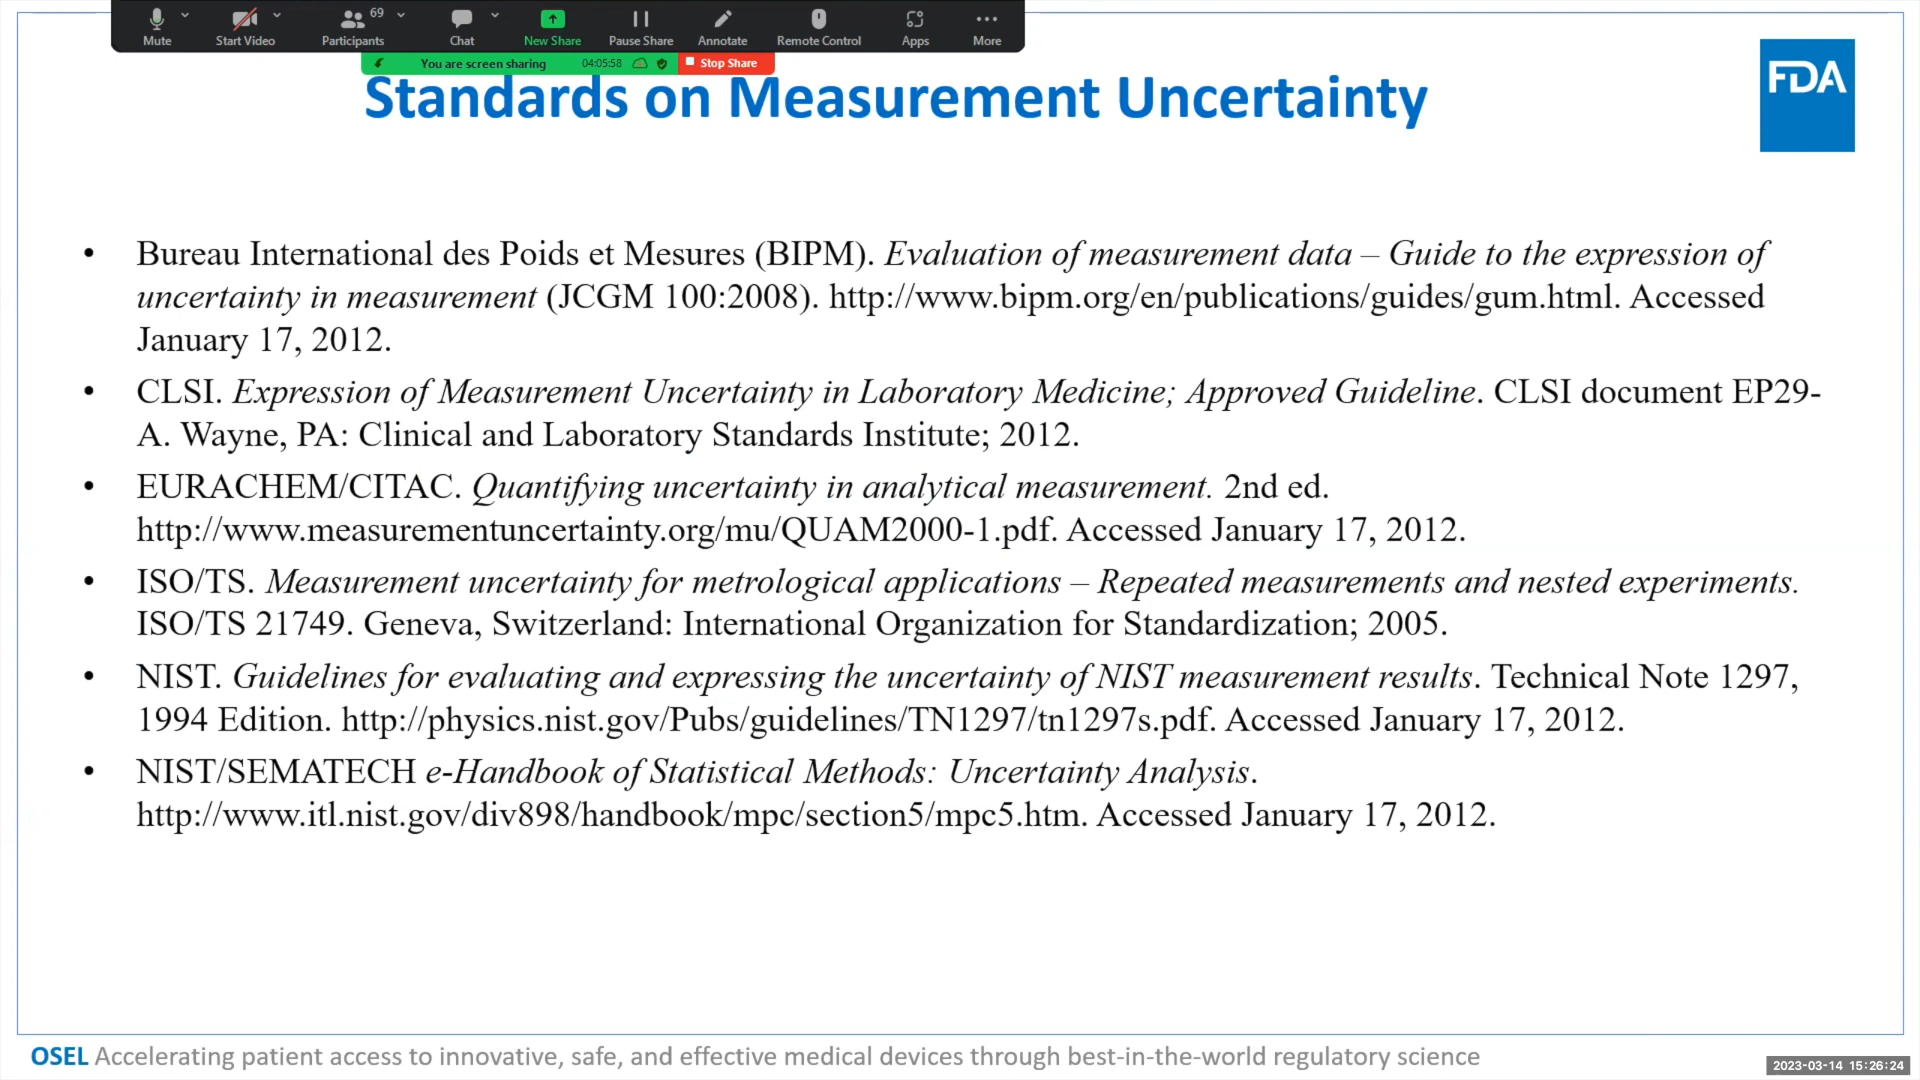 Mute
Start Video
Participants
69
Chat
New Share
Pause Share
Annotate
Remote Control
Apps
More
You are screen sharing
04:05:58
Stop Share
Standards on Measurement Uncertainty
FDA
• Bureau International des Poids et Mesures (BIPM). Evaluation of measurement data – Guide to the expression of
uncertainty in measurement (JCGM 100:2008). http://www.bipm.org/en/publications/guides/gum.html. Accessed
January 17, 2012.
• CLSI. Expression of Measurement Uncertainty in Laboratory Medicine; Approved Guideline. CLSI document EP29-
A. Wayne, PA: Clinical and Laboratory Standards Institute; 2012.
• EURACHEM/CITAC. Quantifying uncertainty in analytical measurement. 2nd ed.
http://www.measurementuncertainty.org/mu/QUAM2000-1.pdf. Accessed January 17, 2012.
• ISO/TS. Measurement uncertainty for metrological applications – Repeated measurements and nested experiments.
ISO/TS 21749. Geneva, Switzerland: International Organization for Standardization; 2005.
• NIST. Guidelines for evaluating and expressing the uncertainty of NIST measurement results. Technical Note 1297,
1994 Edition. http://physics.nist.gov/Pubs/guidelines/TN1297/tn1297s.pdf. Accessed January 17, 2012.
• NIST/SEMATECH e-Handbook of Statistical Methods: Uncertainty Analysis.
http://www.itl.nist.gov/div898/handbook/mpc/section5/mpc5.htm. Accessed January 17, 2012.
OSEL Accelerating patient access to innovative, safe, and effective medical devices through best-in-the-world regulatory science
2023-03-14 15:26:24